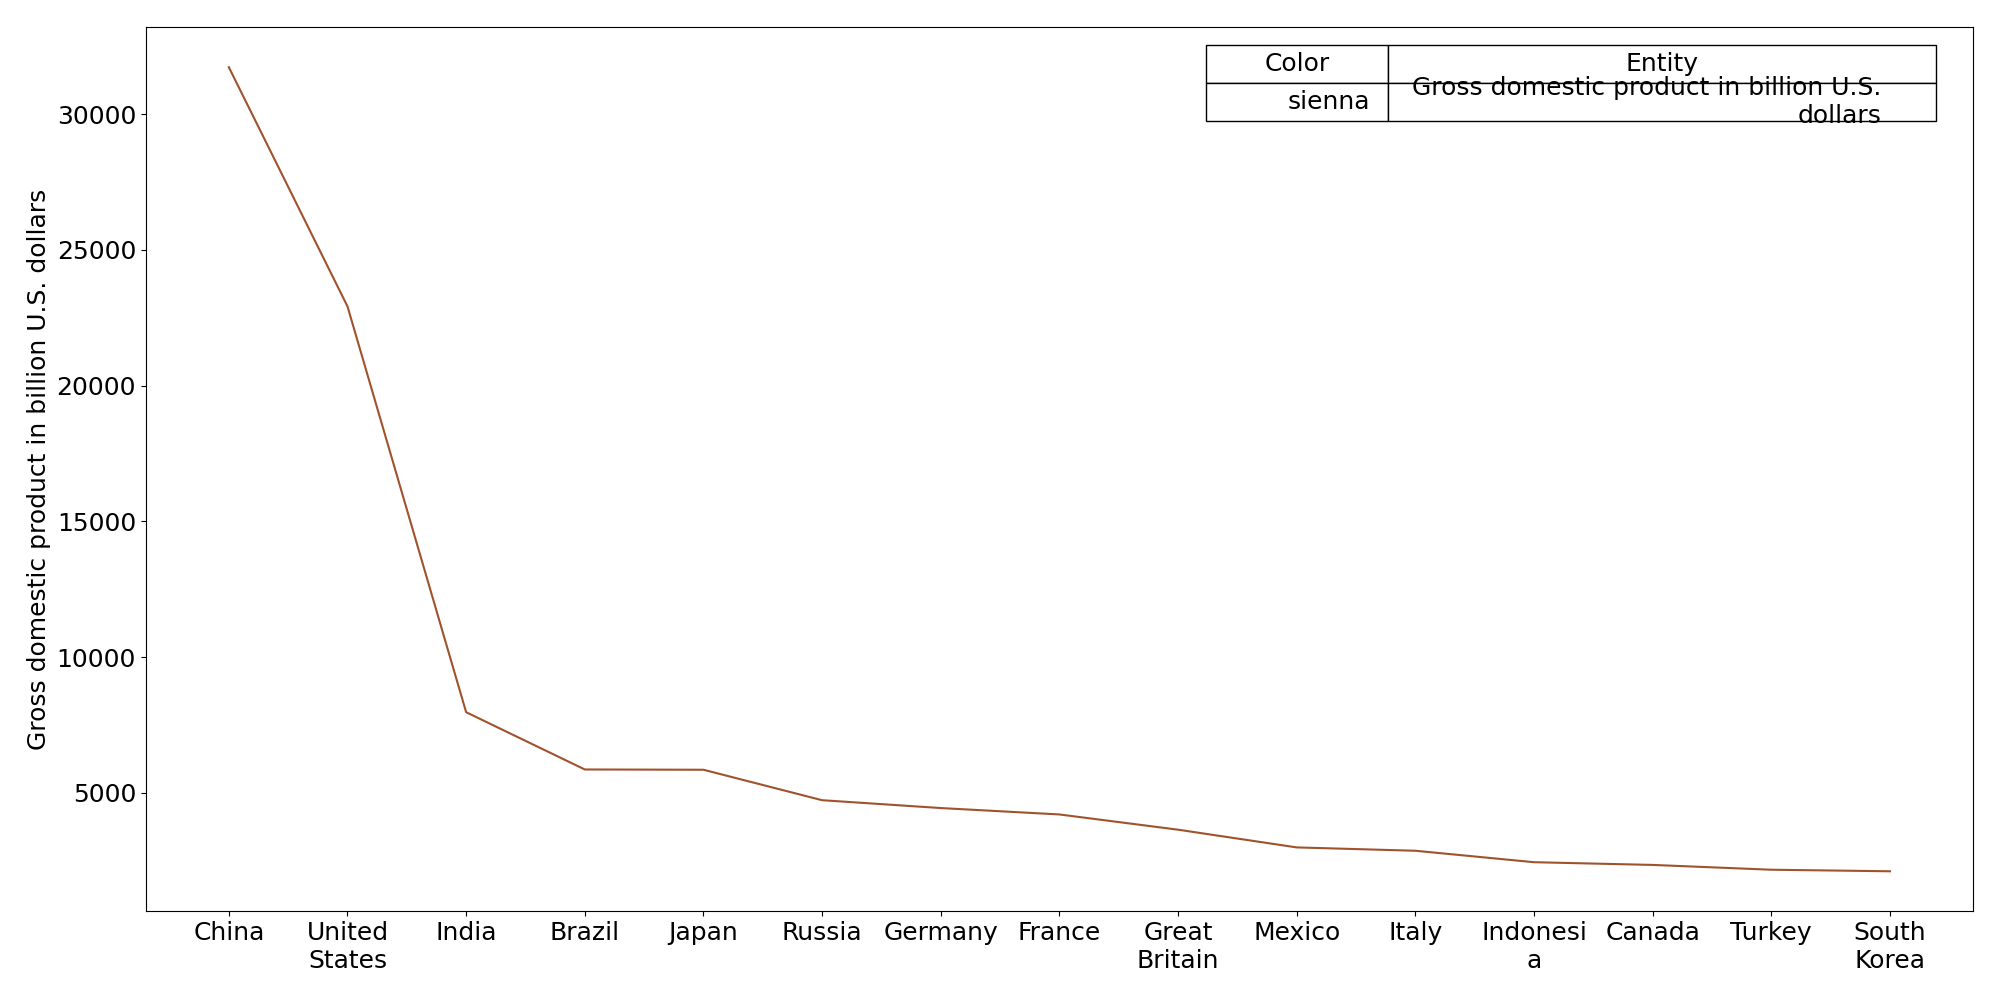 Color Entity
sienna Gross domestic product in billion U.S.
dollars
Gross domestic product in billion U.S. dollars
30000
25000
20000
15000
10000
5000
China United India Brazil Japan Russia Germany France Great Mexico Italy Indonesi Canada Turkey South
States Britain a Korea